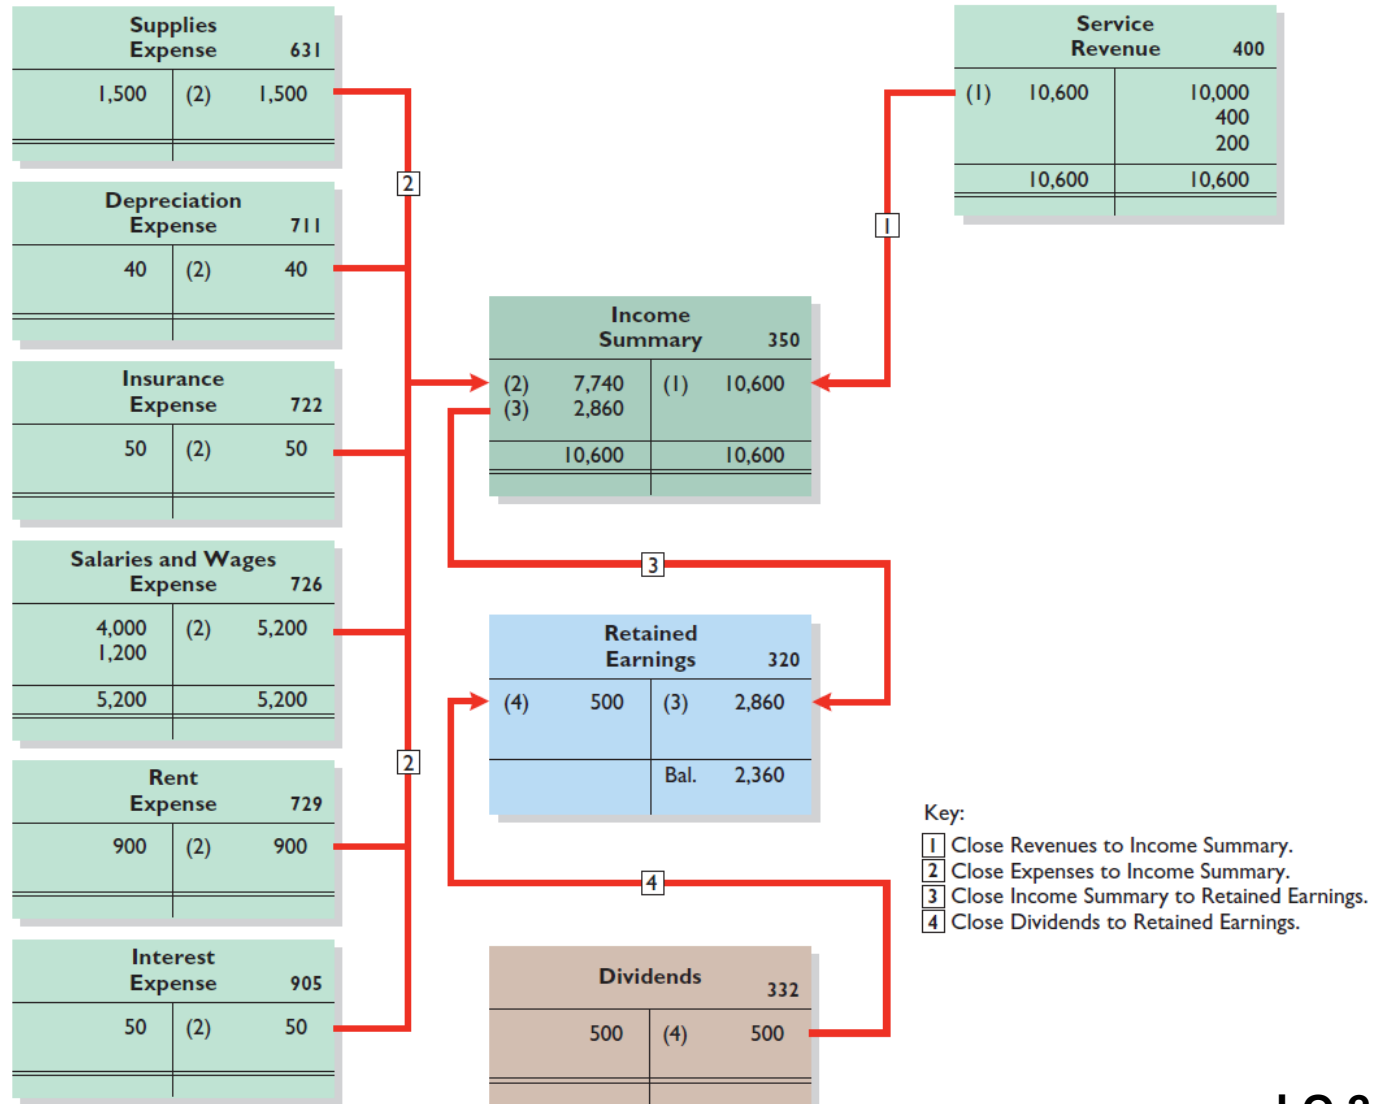 Supplies
Expense 631
1,500 (2) 1,500
Depreciation
Expense 711
40 (2) 40
Insurance
Expense 722
50 (2) 50
Salaries and Wages
Expense 726
4,000 (2) 5,200
1,200
5,200 5,200
Rent
Expense 729
900 (2) 900
Interest
Expense 905
50 (2) 50
2
2
Service
Revenue 400
(1) 10,600 10,000
400
200
10,600 10,600
1
Income
Summary 350
(2) 7,740 (1) 10,600
(3) 2,860
10,600 10,600
3
Retained
Earnings 320
(4) 500 (3) 2,860
Bal. 2,360
4
Dividends 332
500 (4) 500
Key:
1 Close Revenues to Income Summary.
2 Close Expenses to Income Summary.
3 Close Income Summary to Retained Earnings.
4 Close Dividends to Retained Earnings.